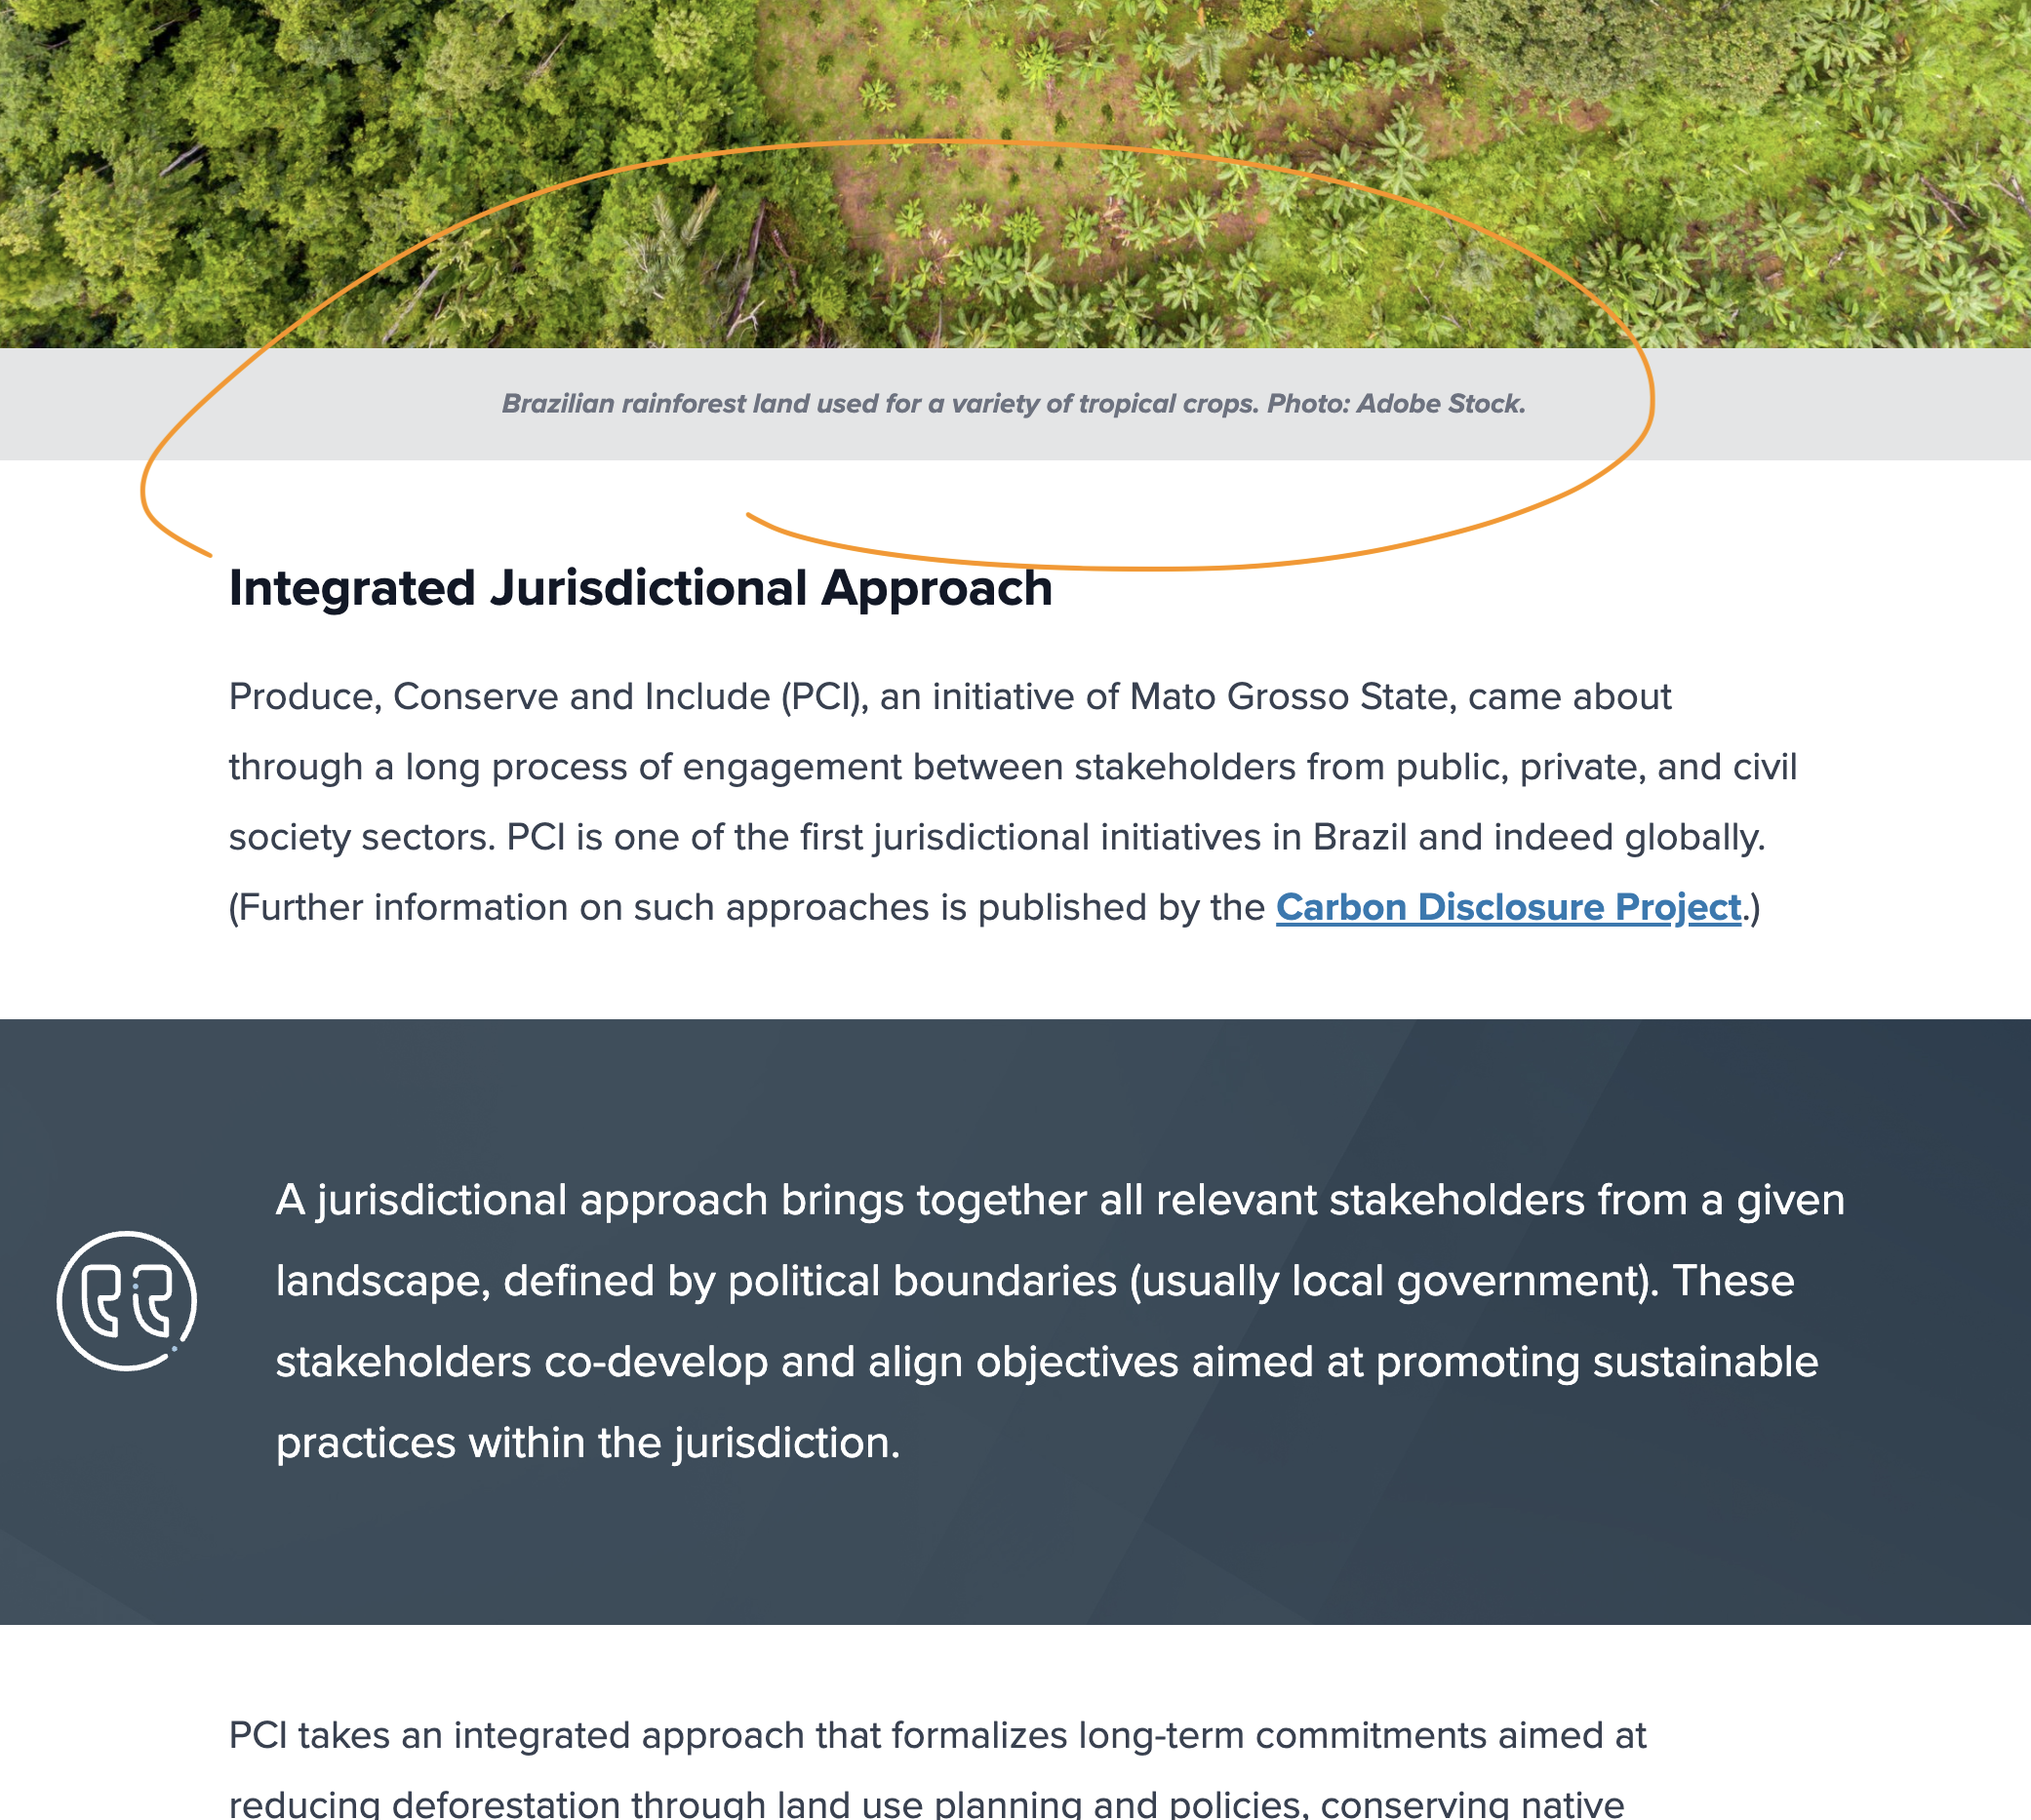 Brazilian rainforest land used for a variety of tropical crops. Photo: Adobe Stock.
Integrated Jurisdictional Approach
Produce, Conserve and Include (PCI), an initiative of Mato Grosso State, came about
through a long process of engagement between stakeholders from public, private, and civil
society sectors. PCI is one of the first jurisdictional initiatives in Brazil and indeed globally.
(Further information on such approaches is published by the Carbon Disclosure Project.)
A jurisdictional approach brings together all relevant stakeholders from a given
landscape, defined by political boundaries (usually local government). These
stakeholders co-develop and align objectives aimed at promoting sustainable
practices within the jurisdiction.
PCI takes an integrated approach that formalizes long-term commitments aimed at
reducing deforestation through land use planning and policies, conserving native